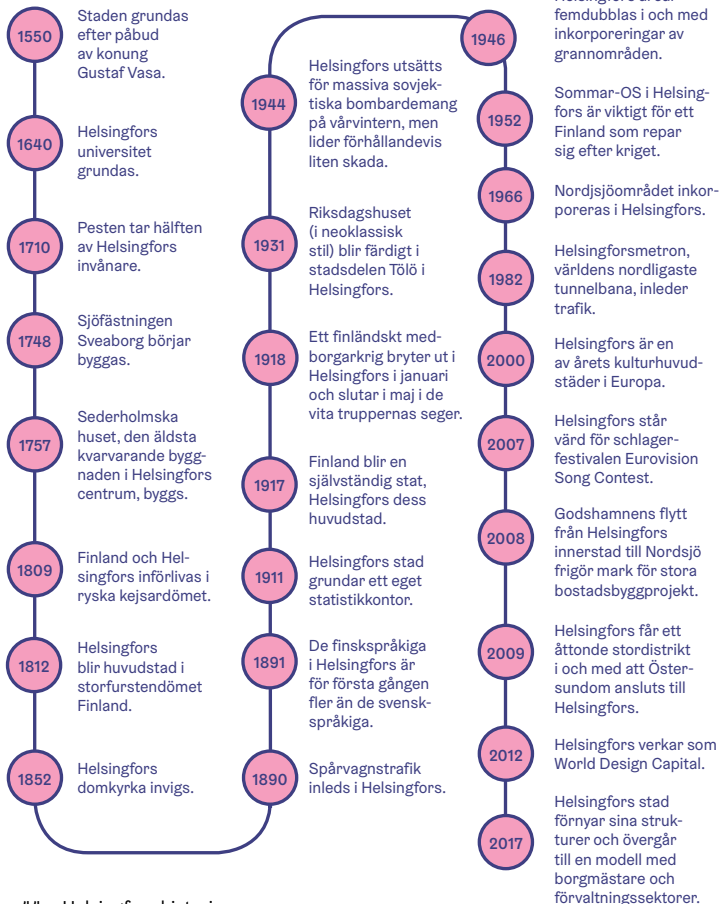 1550
Staden grundas
efter påbud
av konung
Gustaf Vasa.
1640
Helsingfors
universitet
grundas.
1710
Pesten tar hälften
av Helsingfors
invånare.
1748
Sjöfästningen
Sveaborg börjar
byggas.
1757
Sederholmska
huset, den äldsta
kvarvarande bygg-
naden i Helsingfors
centrum, byggs.
1809
Finland och Hel-
singfors införlivas i
ryska kejsardömet.
1812
Helsingfors
blir huvudstad i
storfurstendömet
Finland.
1852
Helsingfors
domkyrka invigs.
1890
Spårvagnstrafik
inleds i Helsingfors.
1891
De finskspråkiga
i Helsingfors är
för första gången
fler än de svensk-
språkiga.
1911
Helsingfors stad
grundar ett eget
statistikkontor.
1917
Finland blir en
självständig stat,
Helsingfors dess
huvudstad.
1918
Ett finländskt med-
borgarkrig bryter ut i
Helsingfors i januari
och slutar i maj i de
vita truppernas seger.
1931
Riksdagshuset
(i neoklassisk
stil) blir färdigt i
stadsdelen Tölö i
Helsingfors.
1944
Helsingfors utsätts
för massiva sovjek-
tiska bombardemang
på vårvintern, men
lider förhållandevis
liten skada.
1946
femdubblas i och med
inkorporeringar av
grannområden.
1952
Sommar-OS i Helsing-
fors är viktigt för ett
Finland som repar
sig efter kriget.
1966
Nordjsjöområdet inkor-
poreras i Helsingfors.
1982
Helsingforsmetron,
världens nordligaste
tunnelbana, inleder
trafik.
2000
Helsingfors är en
av årets kulturhuvud-
städer i Europa.
2007
Helsingfors står
värd för schlager-
festivalen Eurovision
Song Contest.
2008
Godshamnens flytt
från Helsingfors
innerstad till Nordsjö
frigör mark för stora
bostadsbyggprojekt.
2009
Helsingfors får ett
åttonde stordistrikt
i och med att Öster-
sundom ansluts till
Helsingfors.
2012
Helsingfors verkar som
World Design Capital.
2017
Helsingfors stad
förnyar sina struk-
turer och övergår
till en modell med
borgmästare och
förvaltningssektorer.